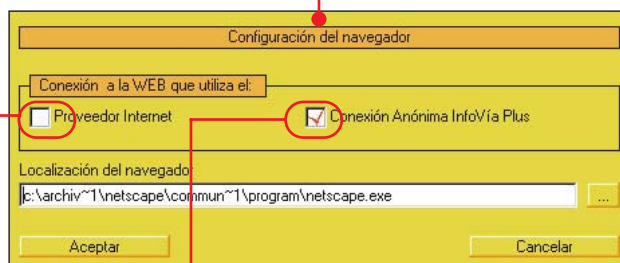 Configuración del navegador
Conexión a la WEB que utiliza el:
Proveedor Internet
Conexión Anónima InfoVía Plus
Localización del navegador
c:\archiv~1\netscape\commun~1\program\netscape.exe
...
Aceptar
Cancelar